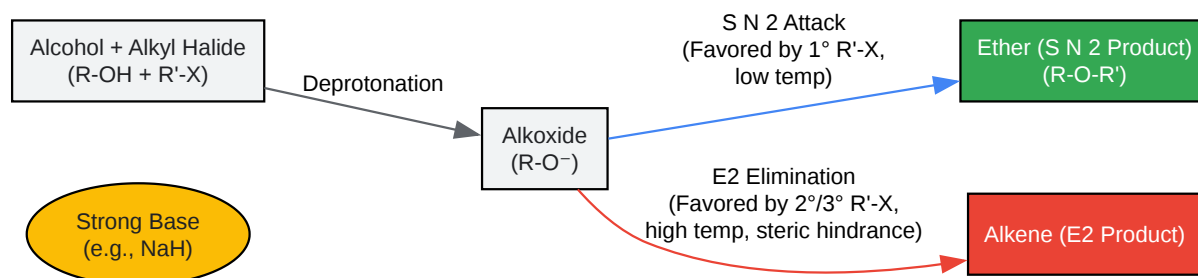 Alcohol + Alkyl Halide
(R-OH + R'-X)
Deprotonation
Strong Base
(e.g., NaH)
Alkoxide
(R-O⁻)
S N 2 Attack
(Favored by 1° R'-X,
low temp)
Ether (S N 2 Product)
(R-O-R')
E2 Elimination
(Favored by 2°/3° R'-X,
high temp, steric hindrance)
Alkene (E2 Product)